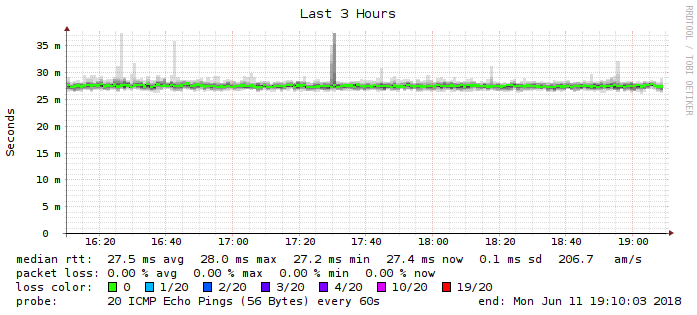 Last 3 Hours
RRDTOOL / TOBI OETIKER
Seconds
35 m
30 m
25 m
20 m
15 m
10 m
5 m
0
16:20 16:40 17:00 17:20 17:40 18:00 18:20 18:40 19:00
median rtt: 27.5 ms avg 28.0 ms max 27.2 ms min 27.4 ms now 0.1 ms sd 206.7 am/s
packet loss: 0.00 % avg 0.00 % max 0.00 % min 0.00 % now
loss color: 0 1/20 2/20 3/20 4/20 10/20 19/20
probe: 20 ICMP Echo Pings (56 Bytes) every 60s end: Mon Jun 11 19:10:03 2018